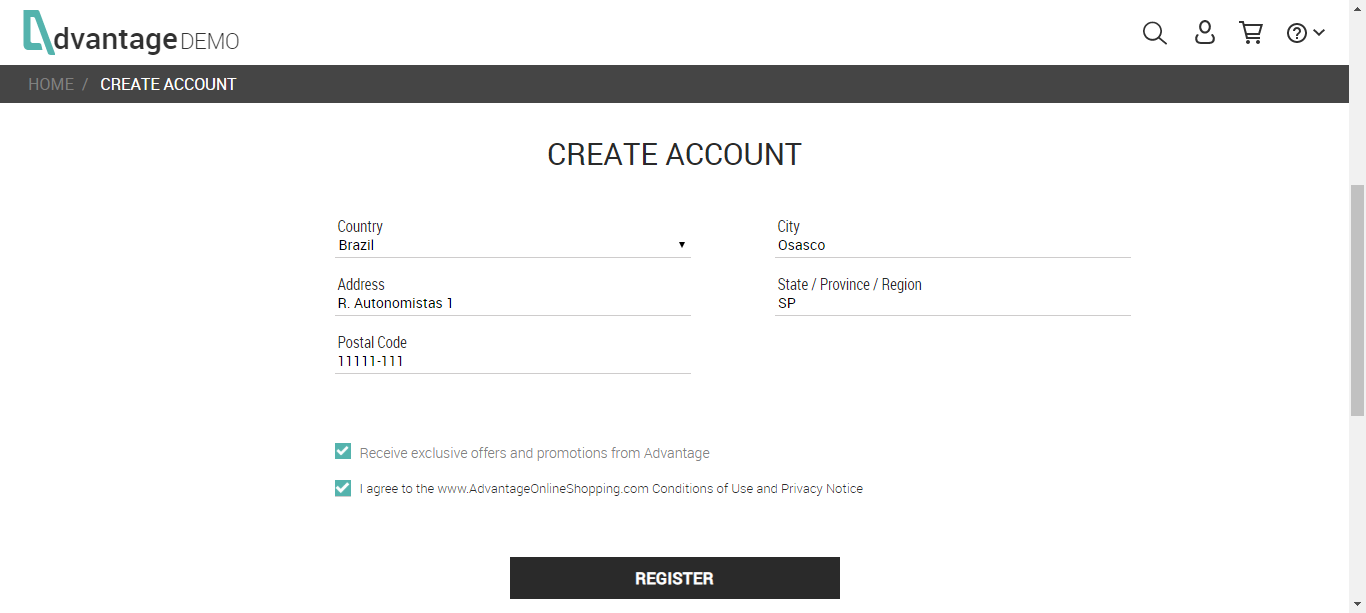 dvantage DEMO
HOME / CREATE ACCOUNT
CREATE ACCOUNT
Country
Brazil
City
Osasco
Address
R. Autonomistas 1
State / Province / Region
SP
Postal Code
11111-111
Receive exclusive offers and promotions from Advantage
I agree to the www.AdvantageOnlineShopping.com Conditions of Use and Privacy Notice
REGISTER